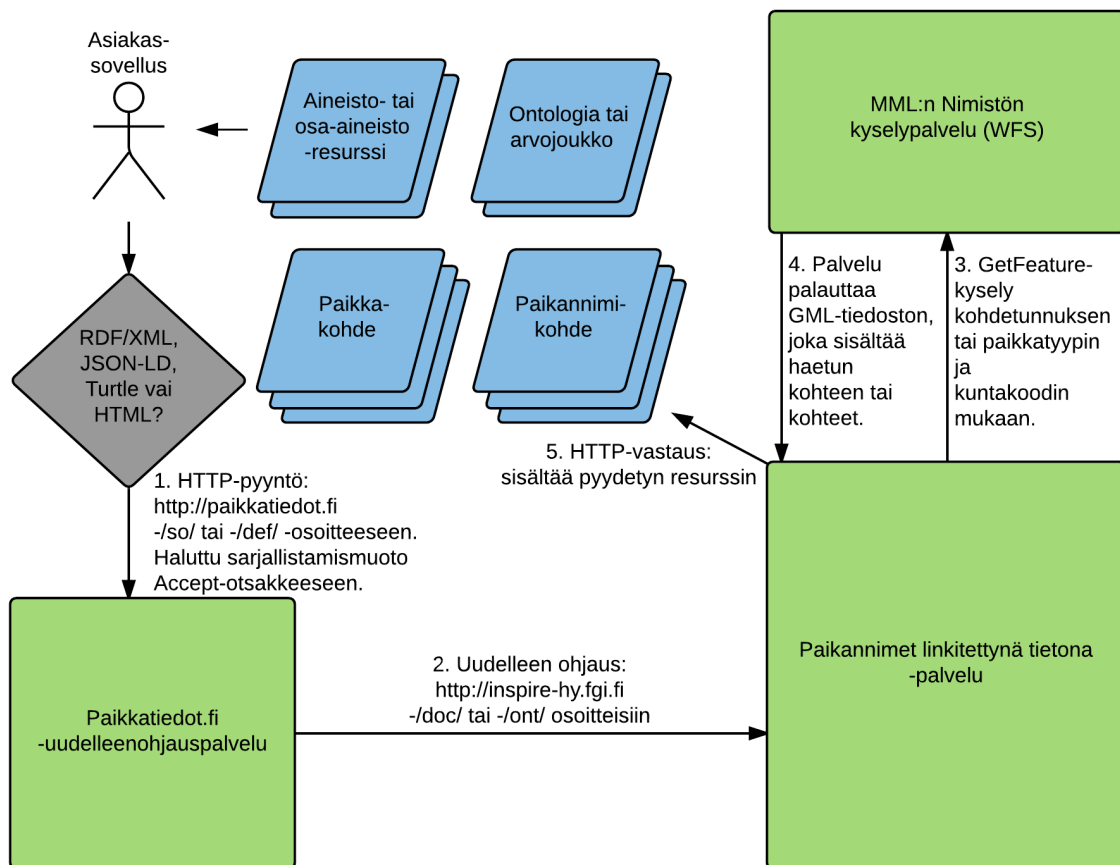 Asiakas-
sovellus
Aineisto- tai
osa-aineisto
-resurssi
Ontologia tai
arvojoukko
MML:n Nimistön
kyselypalvelu (WFS)
Paikka-
kohde
Paikannimi-
kohde
RDF/XML,
JSON-LD,
Turtle vai
HTML?
4. Palvelu
palauttaa
GML-tiedoston,
joka sisältää
haetun
kohteen tai
kohteet.
3. GetFeature-
kysely
kohdetunnuksen
tai paikkatyypin
ja
kuntakoodin
mukaan.
5. HTTP-vastaus:
sisältää pyydetyn resurssin
1. HTTP-pyyntö:
http://paikkatiedot.fi
-/so/ tai -/def/ -osoitteeseen.
Haluttu sarjallistamismuoto
Accept-otsakkeeseen.
2. Uudelleen ohjaus:
http://inspire-hy.fgi.fi
-/doc/ tai -/ont/ osoitteisiin
Paikkatiedot.fi
-uudelleenohjauspalvelu
Paikannimet linkitettynä tietona
-palvelu